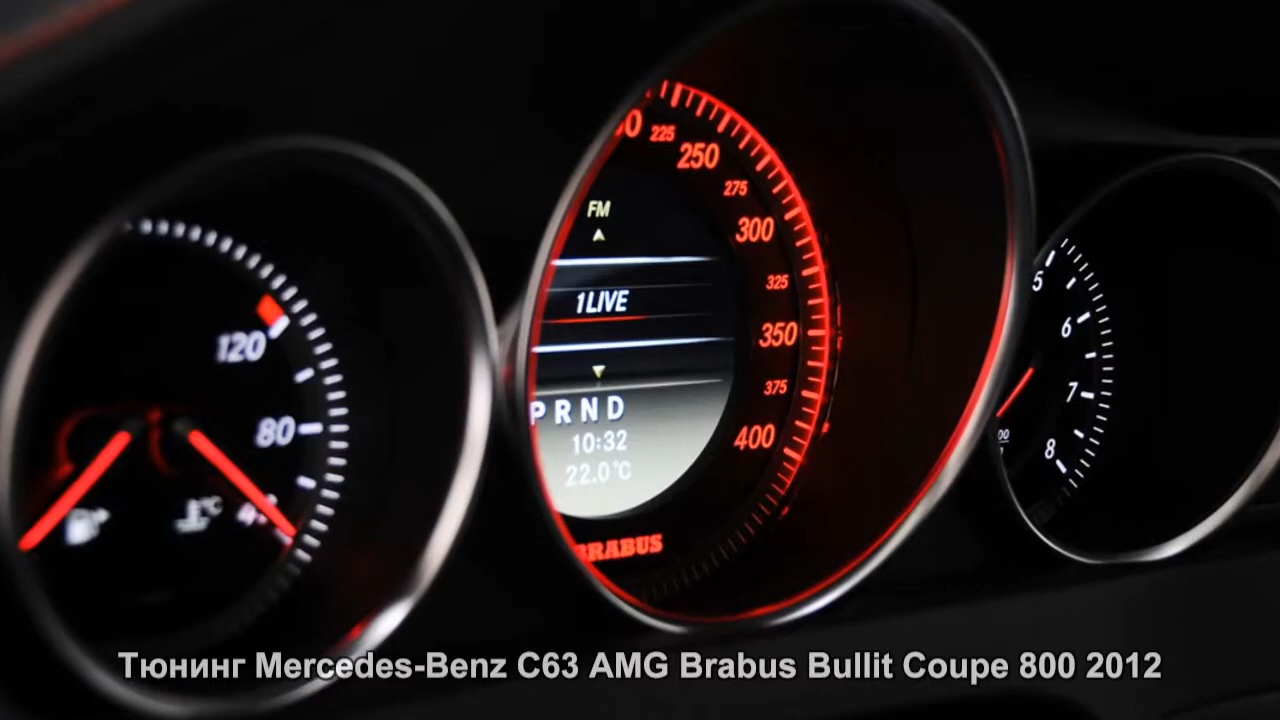 120
80
FM
1LIVE
PRND
10:32
22.0°C
225
250
275
300
325
350
375
400
BRABUS
5
6
7
8
Тюнинг Mercedes-Benz C63 AMG Brabus Bullit Coupe 800 2012